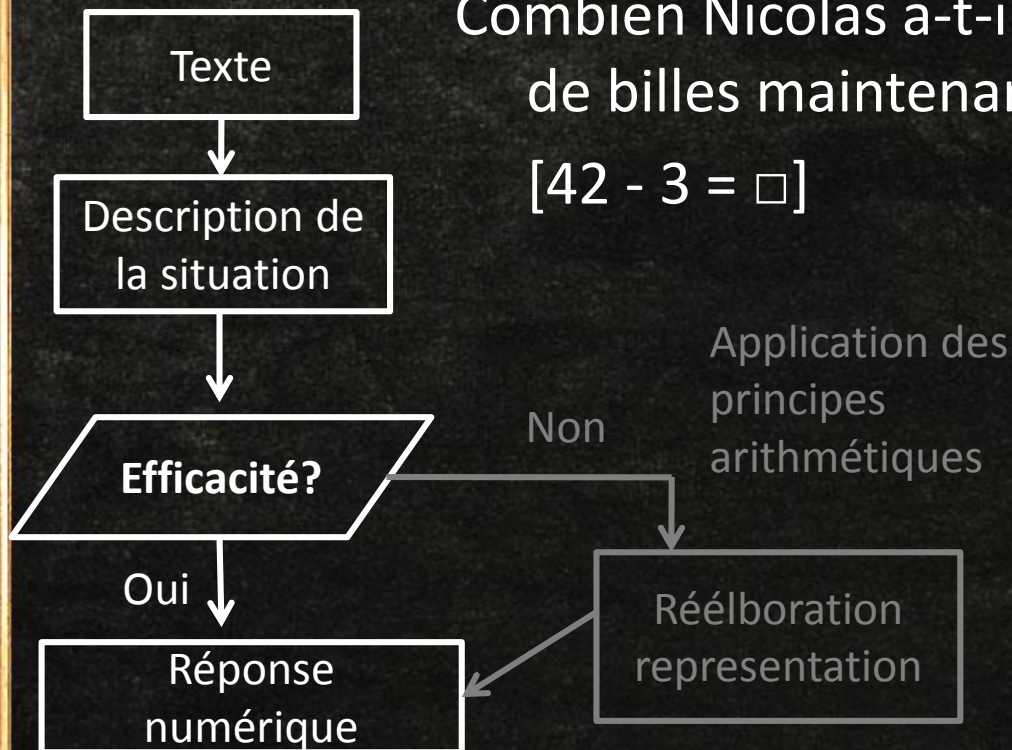 Combien Nicolas a-t-i
de billes maintenar
[42 - 3 = □]
Texte
Description de
la situation
Efficacité?
Non
Application des
principes
arithmétiques
Oui
Réélboration
representation
Réponse
numérique